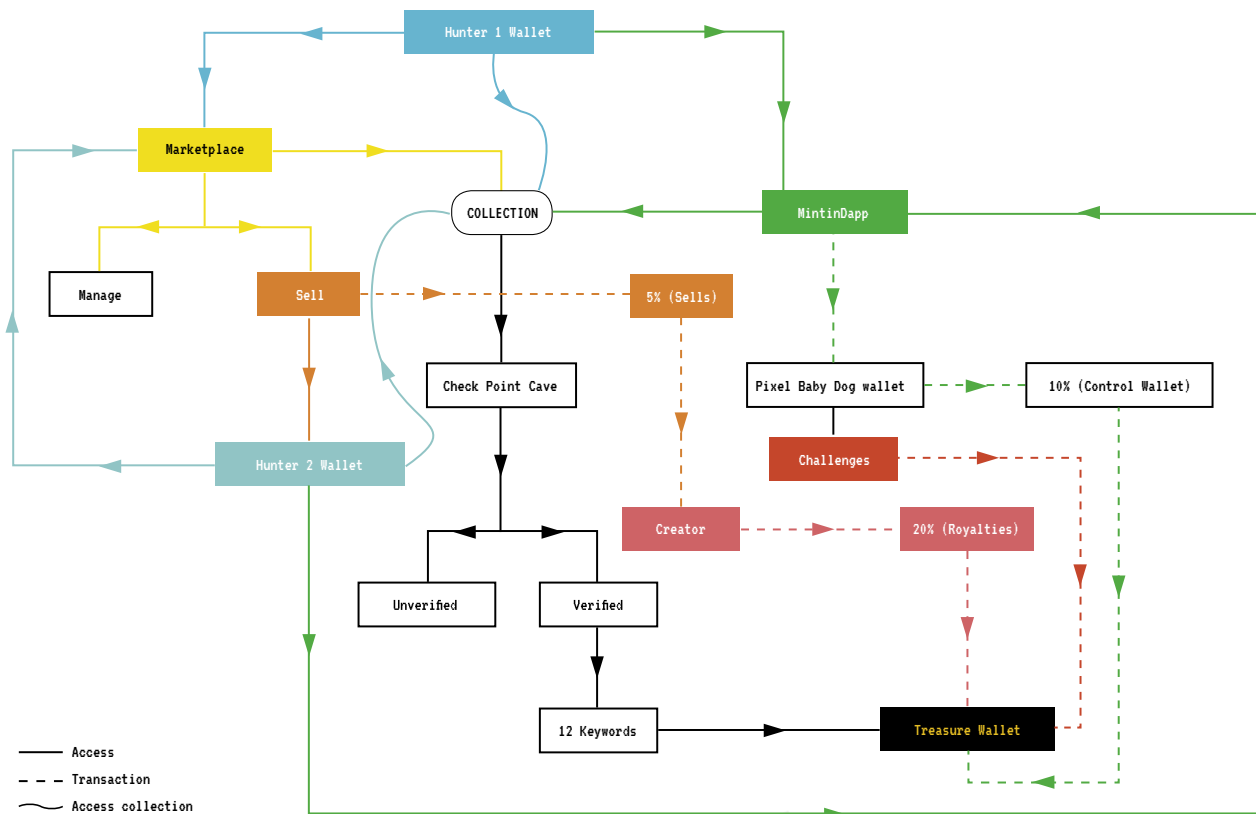 Hunter 1 Wallet
Marketplace
COLLECTION
MintinDapp
Manage
Sell
5% (Sells)
Check Point Cave
Pixel Baby Dog wallet
10% (Control Wallet)
Hunter 2 Wallet
Challenges
Creator
20% (Royalties)
Unverified
Verified
12 Keywords
Treasure Wallet
Access
Transaction
Access collection